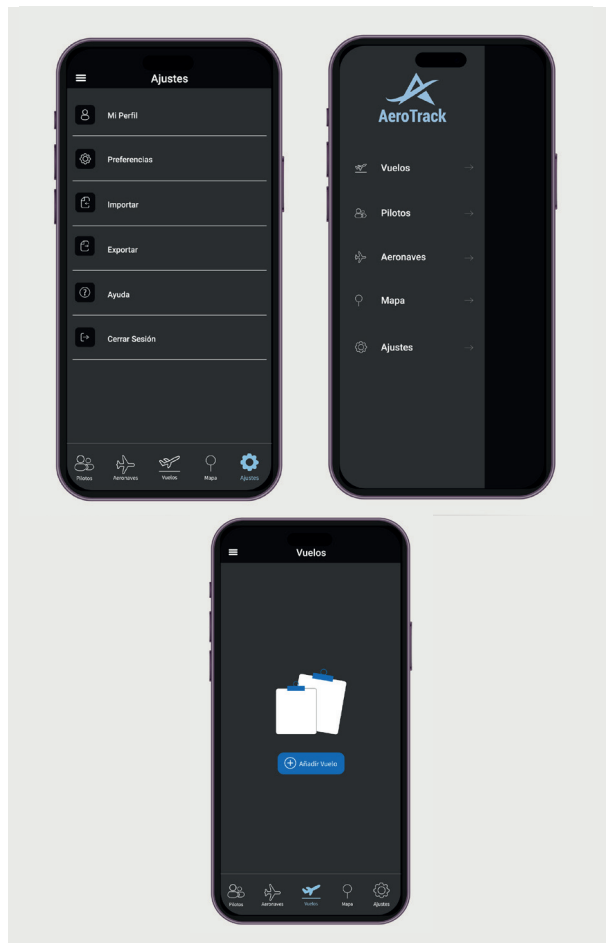 Ajustes
Mi Perfil
Preferencias
Importar
Exportar
Ayuda
Cerrar Sesión
Pilotos
Aeronaves
Vuelos
Mapa
Ajustes
AeroTrack
Vuelos
Pilotos
Aeronaves
Mapa
Ajustes
Vuelos
Añadir Vuelo
Pilotos
Aeronaves
Vuelos
Mapa
Ajustes